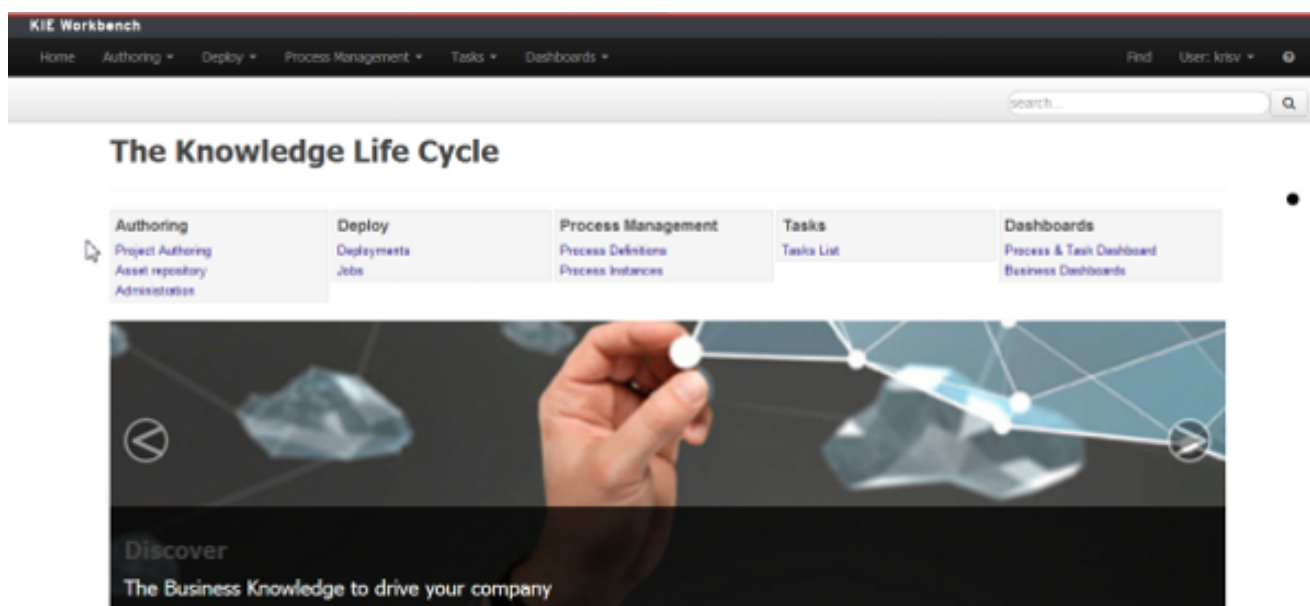 KIE Workbench
Home Authoring Deploy Process Management Tasks Dashboards Find User: krisv
search...
The Knowledge Life Cycle
Authoring Deploy Process Management Tasks Dashboards
Project Authoring Deployments Process Definitions Tasks List Process & Task Dashboard
Asset repository Jobs Process Instances Business Dashboards
Administration
Discover
The Business Knowledge to drive your company